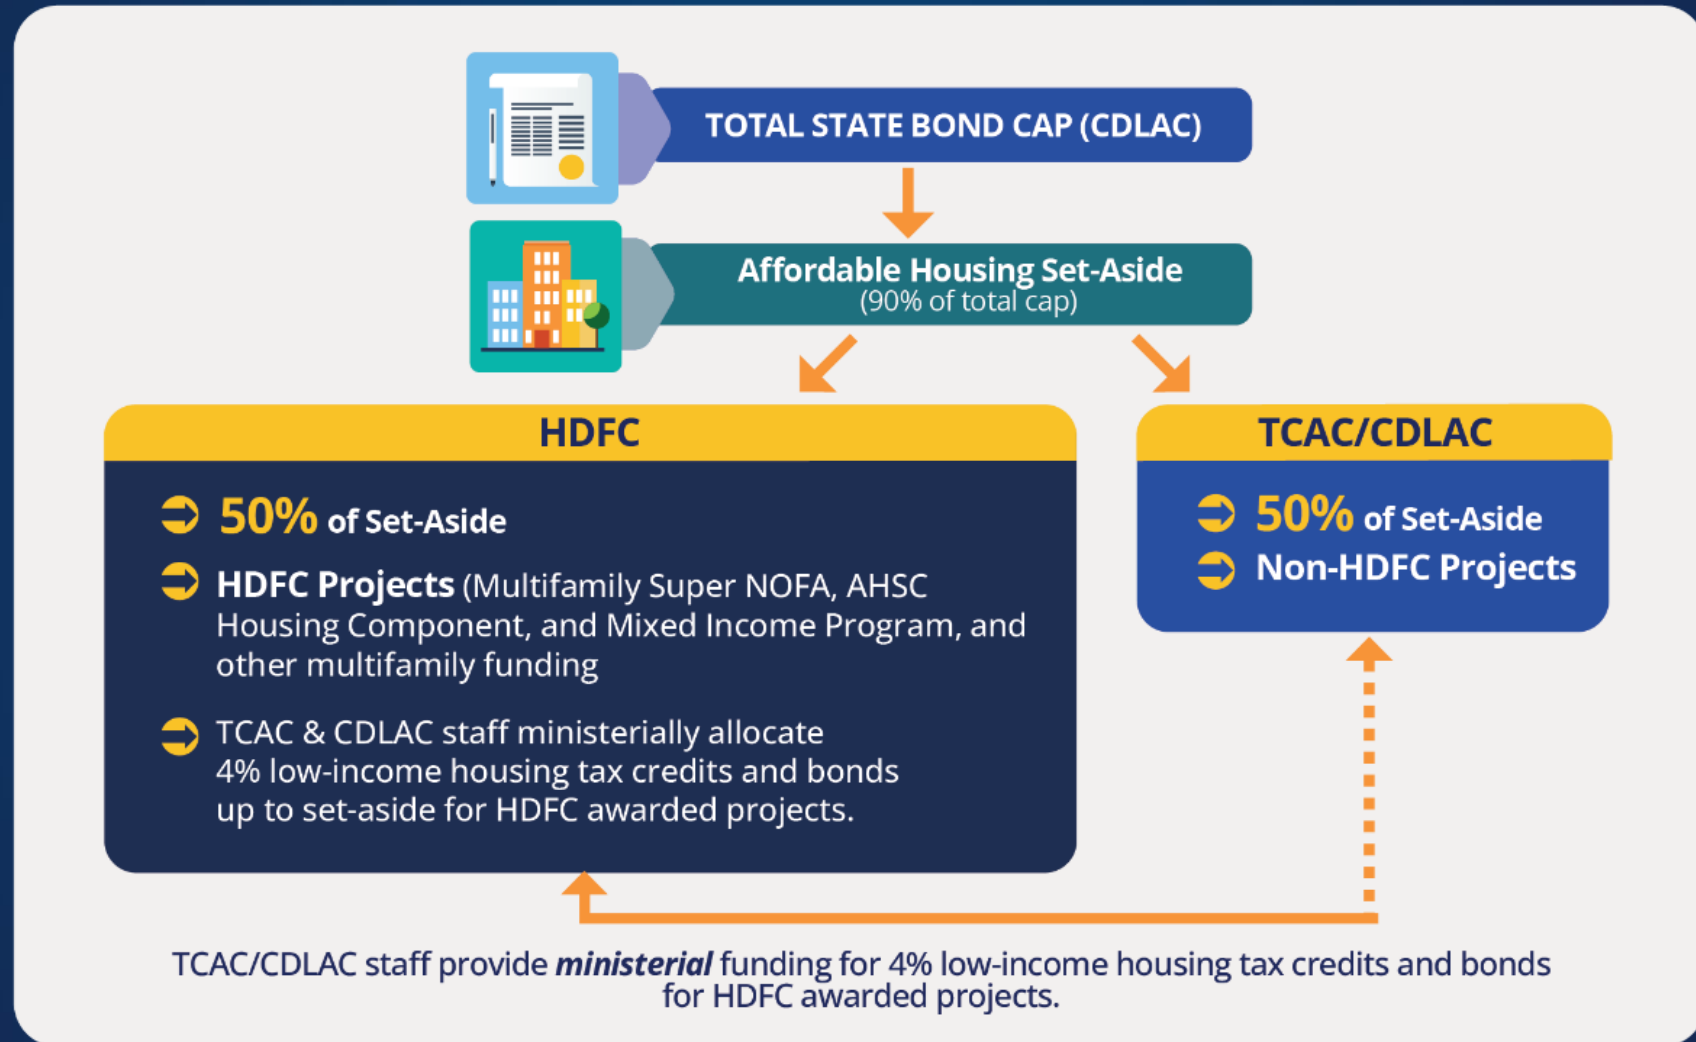 TOTAL STATE BOND CAP (CDLAC)
Affordable Housing Set-Aside
(90% of total cap)
HDFC
50% of Set-Aside
HDFC Projects (Multifamily Super NOFA, AHSC
Housing Component, and Mixed Income Program, and
other multifamily funding
TCAC & CDLAC staff ministerially allocate
4% low-income housing tax credits and bonds
up to set-aside for HDFC awarded projects.
TCAC/CDLAC
50% of Set-Aside
Non-HDFC Projects
TCAC/CDLAC staff provide ministerial funding for 4% low-income housing tax credits and bonds
for HDFC awarded projects.